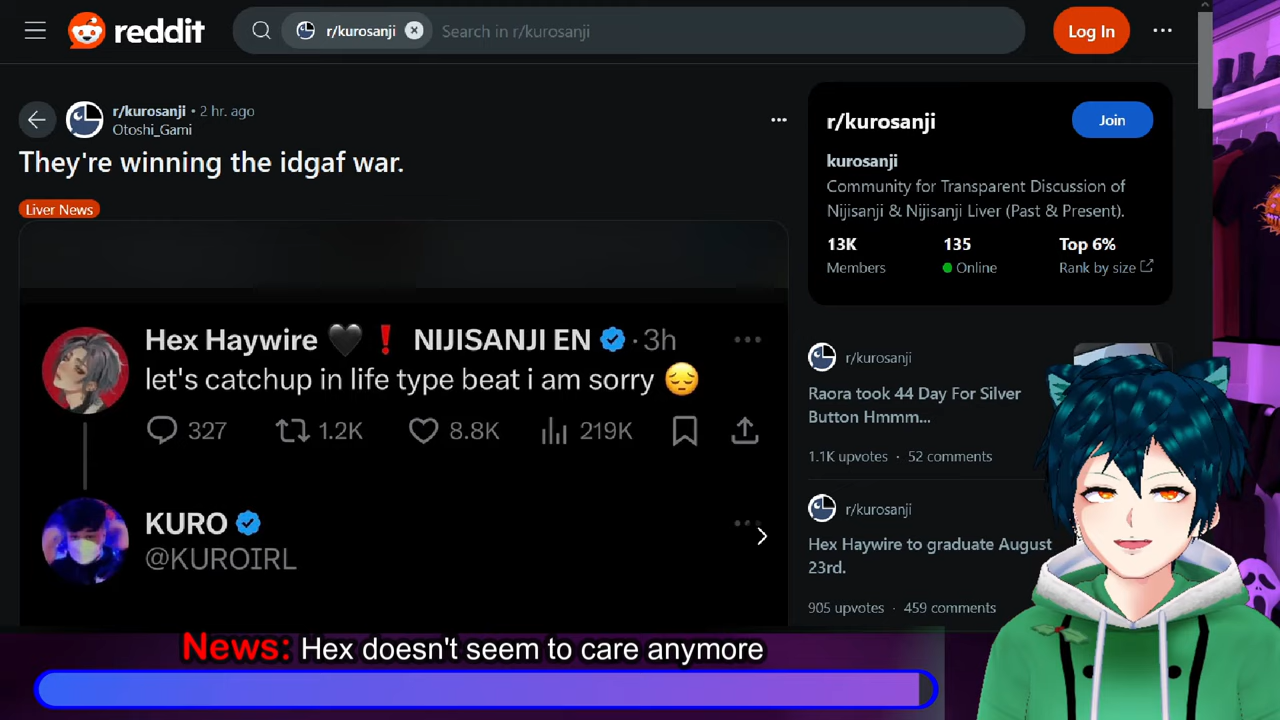 reddit
r/kurosanji
Search in r/kurosanji
Log In
r/kurosanji • 2 hr. ago
Otoshi_Gami
They're winning the idgaf war.
Liver News
Hex Haywire 🖤❗ NIJISANJI EN · 3h
let's catchup in life type beat i am sorry 😔
327 1.2K 8.8K 219K
KURO
@KUROIRL
r/kurosanji
Join
kurosanji
Community for Transparent Discussion of
Nijisanji & Nijisanji Liver (Past & Present).
13K 135 Top 6%
Members Online Rank by size
r/kurosanji
Raora took 44 Day For Silver
Button Hmmm...
1.1K upvotes · 52 comments
r/kurosanji
Hex Haywire to graduate August
23rd.
905 upvotes · 459 comments
News: Hex doesn't seem to care anymore